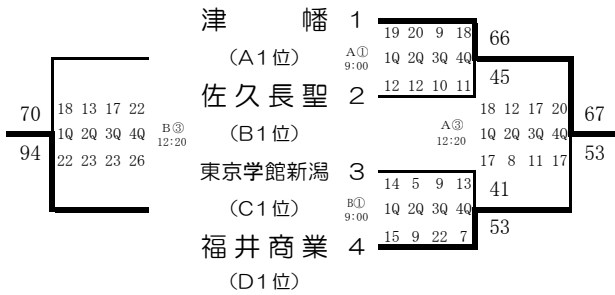 津幡 1
19 20 9 18
66
(A1位)
A①
9:00
1Q 2Q 3Q 4Q
45
12 12 10 11
佐久長聖 2
70
18 13 17 22
18 12 17 20
67
(B1位)
1Q 2Q 3Q 4Q
B③
12:20
A③
12:20
1Q 2Q 3Q 4Q
94
22 23 23 26
17 8 11 17
53
東京学館新潟 3
14 5 9 13
41
(C1位)
B①
9:00
1Q 2Q 3Q 4Q
53
15 9 22 7
福井商業 4
(D1位)